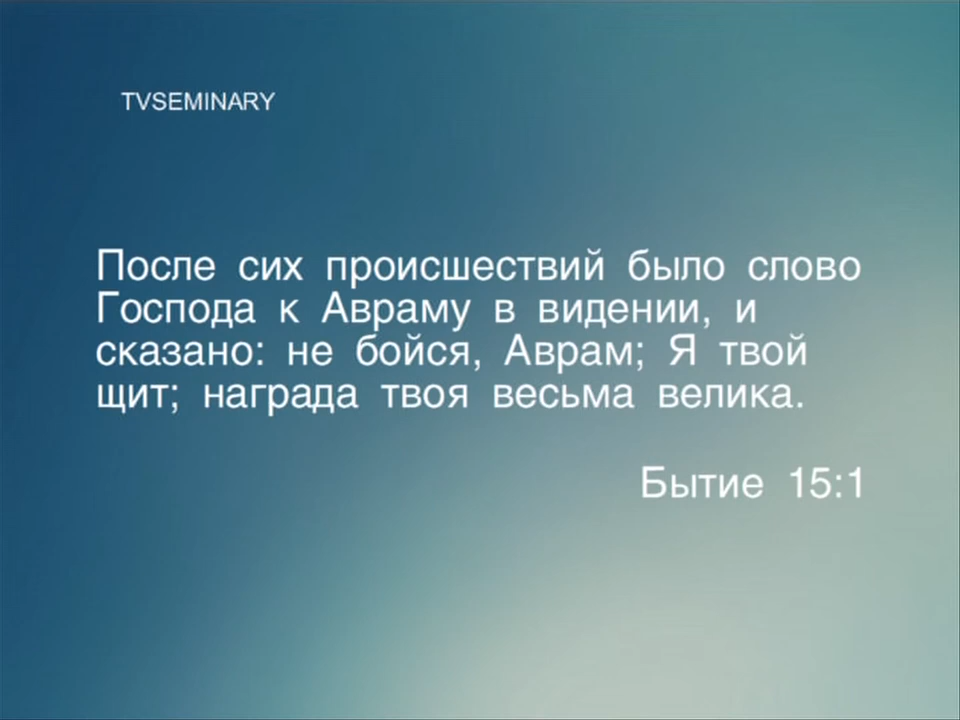 TVSEMINARY
После сих происшествий было слово
Господа к Авраму в видении, и
сказано: не бойся, Аврам; Я твой
щит; награда твоя весьма велика.
Бытие 15:1